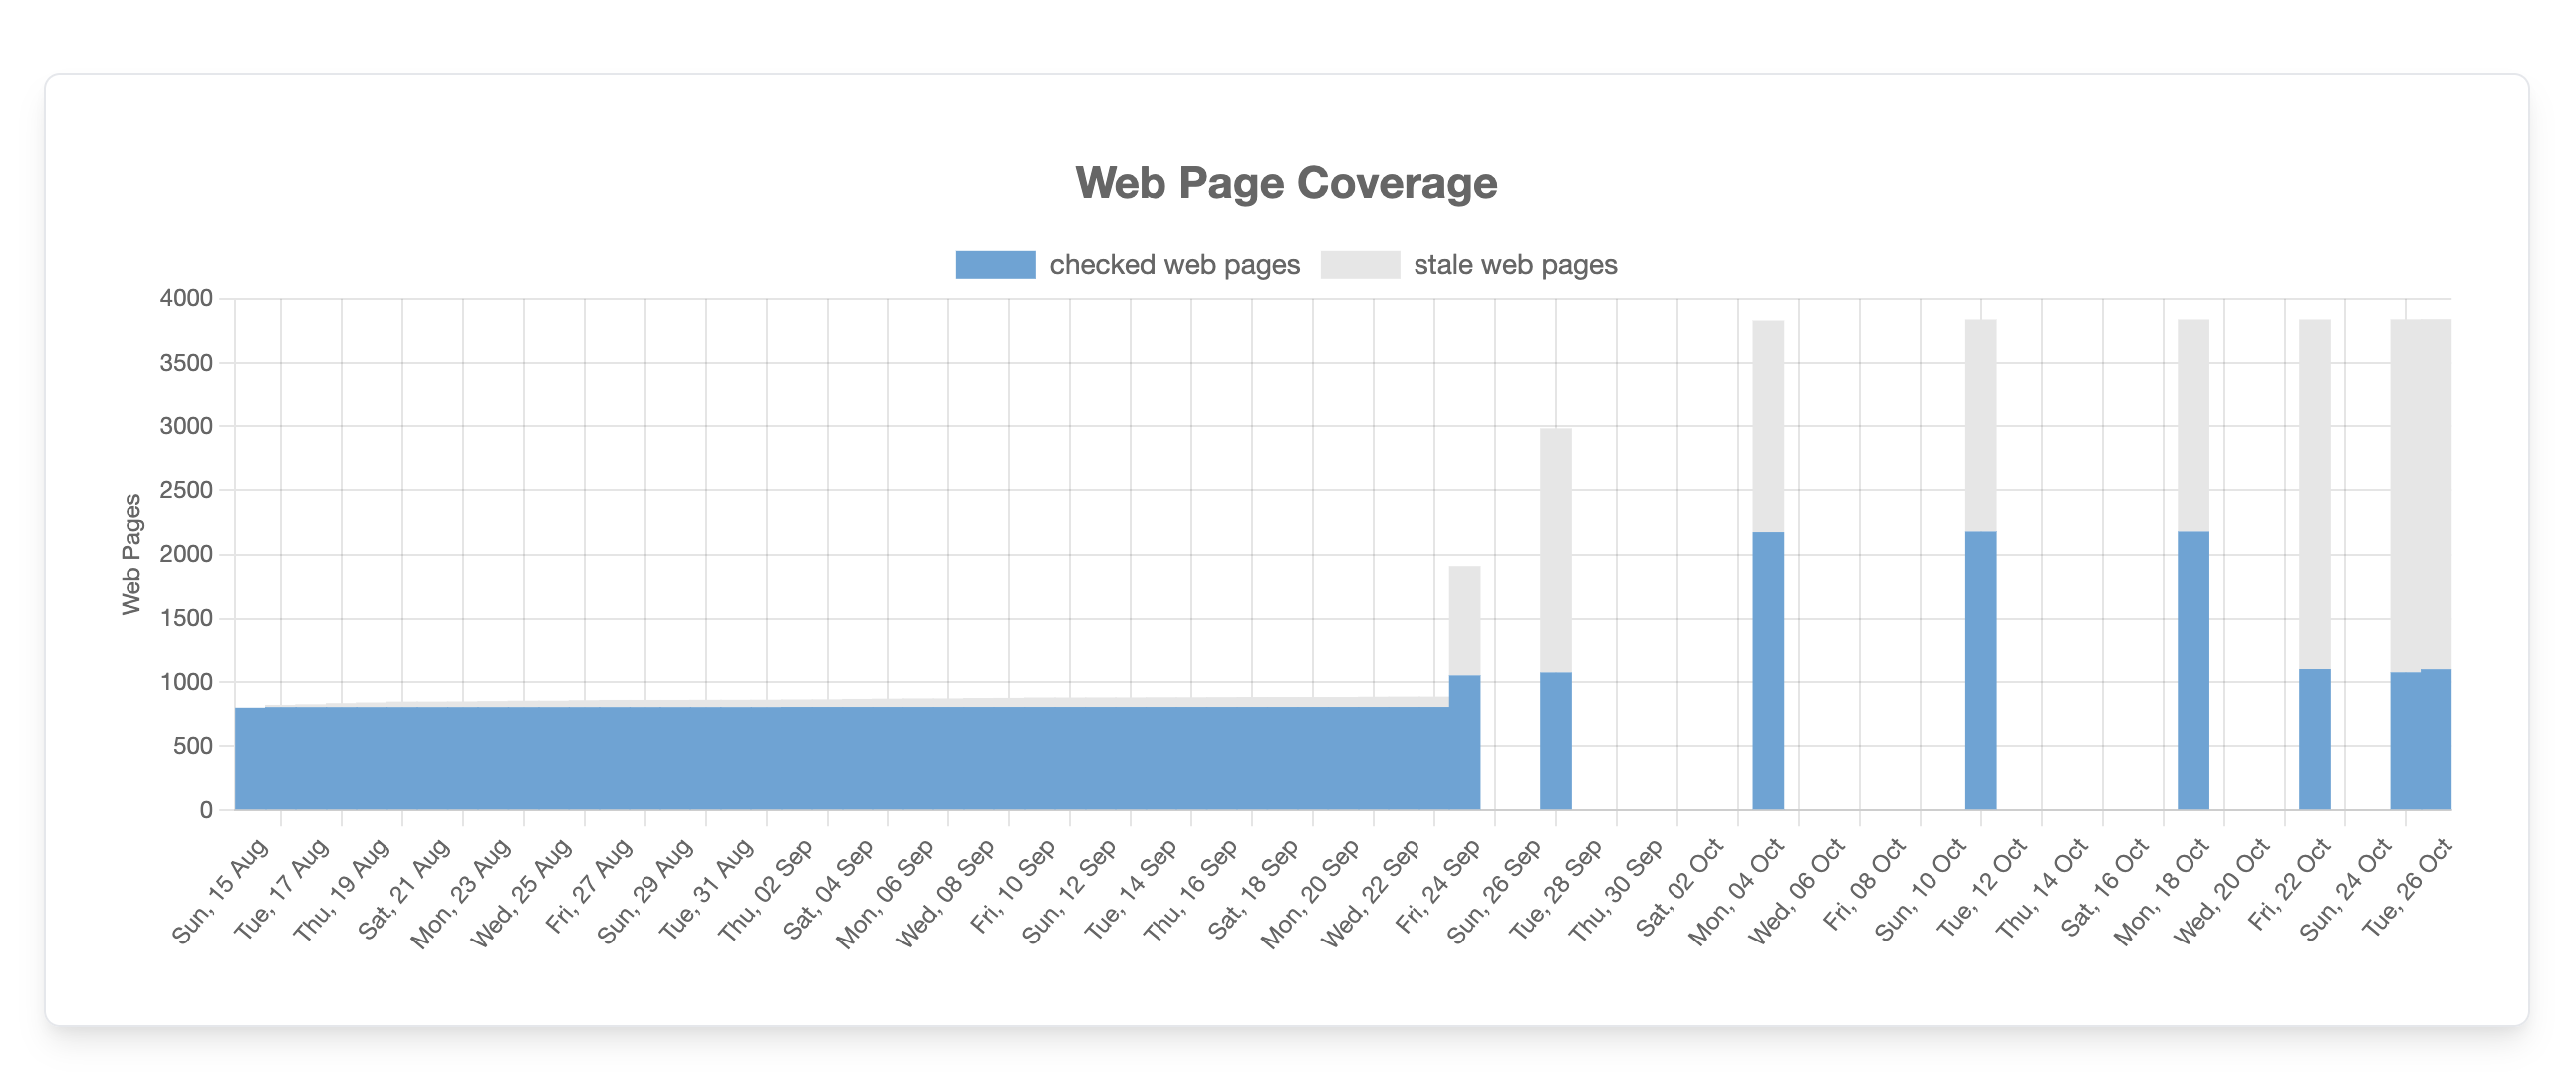 Web Page Coverage
checked web pages stale web pages
4000
3500
3000
2500
2000
1500
1000
500
0
Web Pages
Sun, 15 Aug
Tue, 17 Aug
Thu, 19 Aug
Sat, 21 Aug
Mon, 23 Aug
Wed, 25 Aug
Fri, 27 Aug
Sun, 29 Aug
Tue, 31 Aug
Thu, 02 Sep
Sat, 04 Sep
Mon, 06 Sep
Wed, 08 Sep
Fri, 10 Sep
Sun, 12 Sep
Tue, 14 Sep
Thu, 16 Sep
Sat, 18 Sep
Mon, 20 Sep
Wed, 22 Sep
Fri, 24 Sep
Sun, 26 Sep
Tue, 28 Sep
Thu, 30 Sep
Sat, 02 Oct
Mon, 04 Oct
Wed, 06 Oct
Fri, 08 Oct
Sun, 10 Oct
Tue, 12 Oct
Thu, 14 Oct
Sat, 16 Oct
Mon, 18 Oct
Wed, 20 Oct
Fri, 22 Oct
Sun, 24 Oct
Tue, 26 Oct